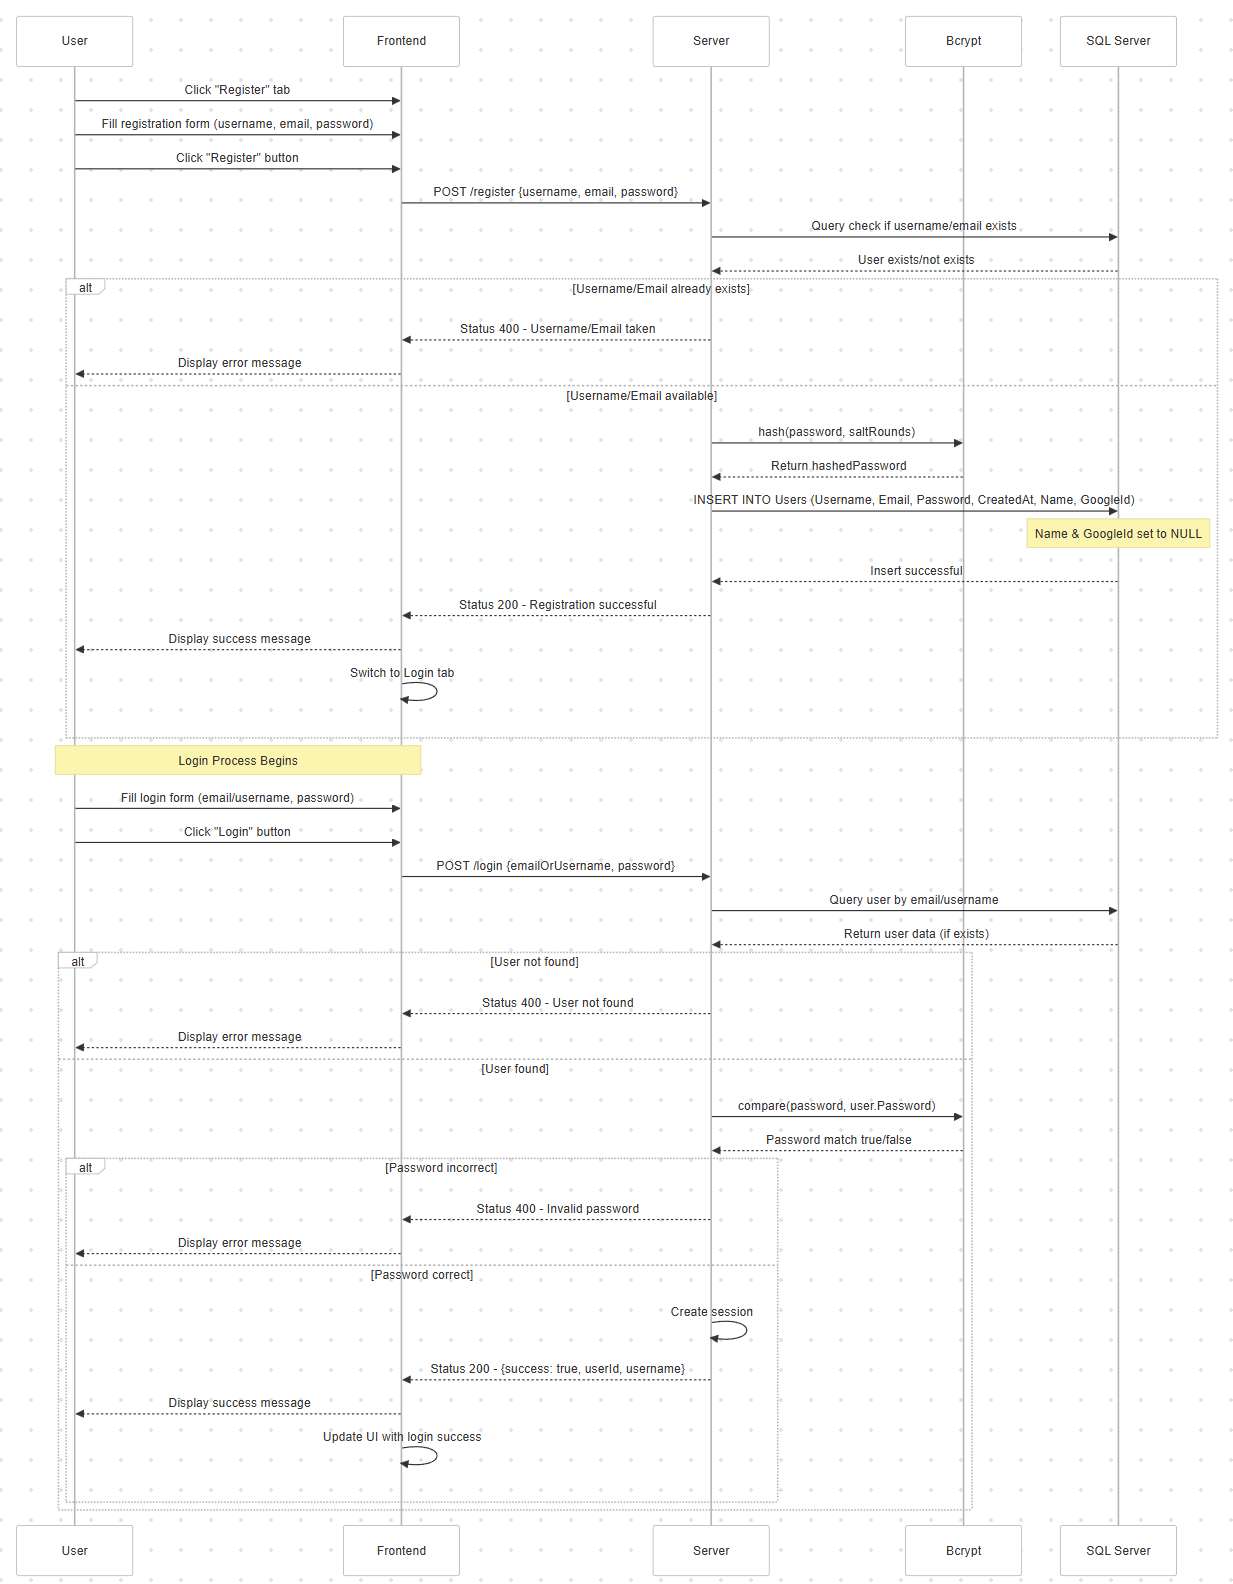 User
Frontend
Server
Bcrypt
SQL Server
Click "Register" tab
Fill registration form (username, email, password)
Click "Register" button
POST /register {username, email, password}
Query check if username/email exists
User exists/not exists
alt
[Username/Email already exists]
Status 400 - Username/Email taken
Display error message
[Username/Email available]
hash(password, saltRounds)
Return hashedPassword
INSERT INTO Users (Username, Email, Password, CreatedAt, Name, GoogleId)
Name & GoogleId set to NULL
Insert successful
Status 200 - Registration successful
Display success message
Switch to Login tab
Login Process Begins
Fill login form (email/username, password)
Click "Login" button
POST /login {emailOrUsername, password}
Query user by email/username
Return user data (if exists)
alt
[User not found]
Status 400 - User not found
Display error message
[User found]
compare(password, user.Password)
Password match true/false
alt
[Password incorrect]
Status 400 - Invalid password
Display error message
[Password correct]
Create session
Status 200 - {success: true, userId, username}
Display success message
Update UI with login success
User
Frontend
Server
Bcrypt
SQL Server